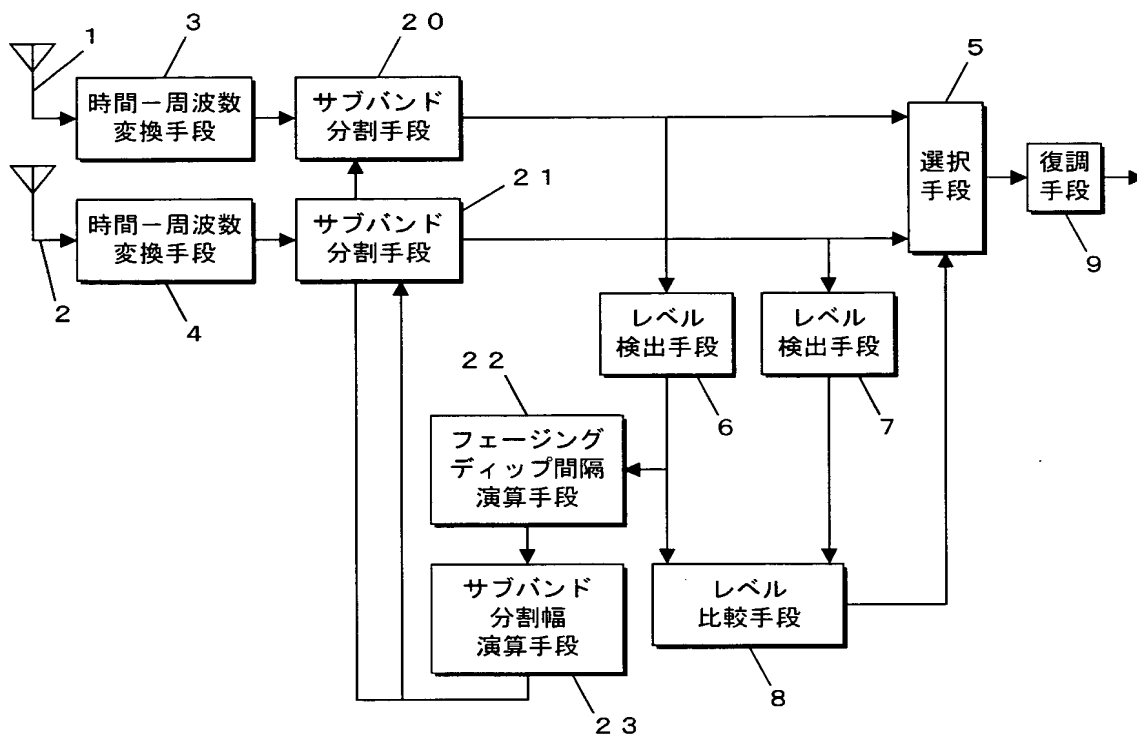 1
3
20
5
時間ー周波数
変換手段
サブバンド
分割手段
選択
手段
復調
手段
9
21
時間ー周波数
変換手段
サブバンド
分割手段
2
4
レベル
検出手段
レベル
検出手段
6
7
22
フェージング
ディップ間隔
演算手段
サブバンド
分割幅
演算手段
レベル
比較手段
8
23